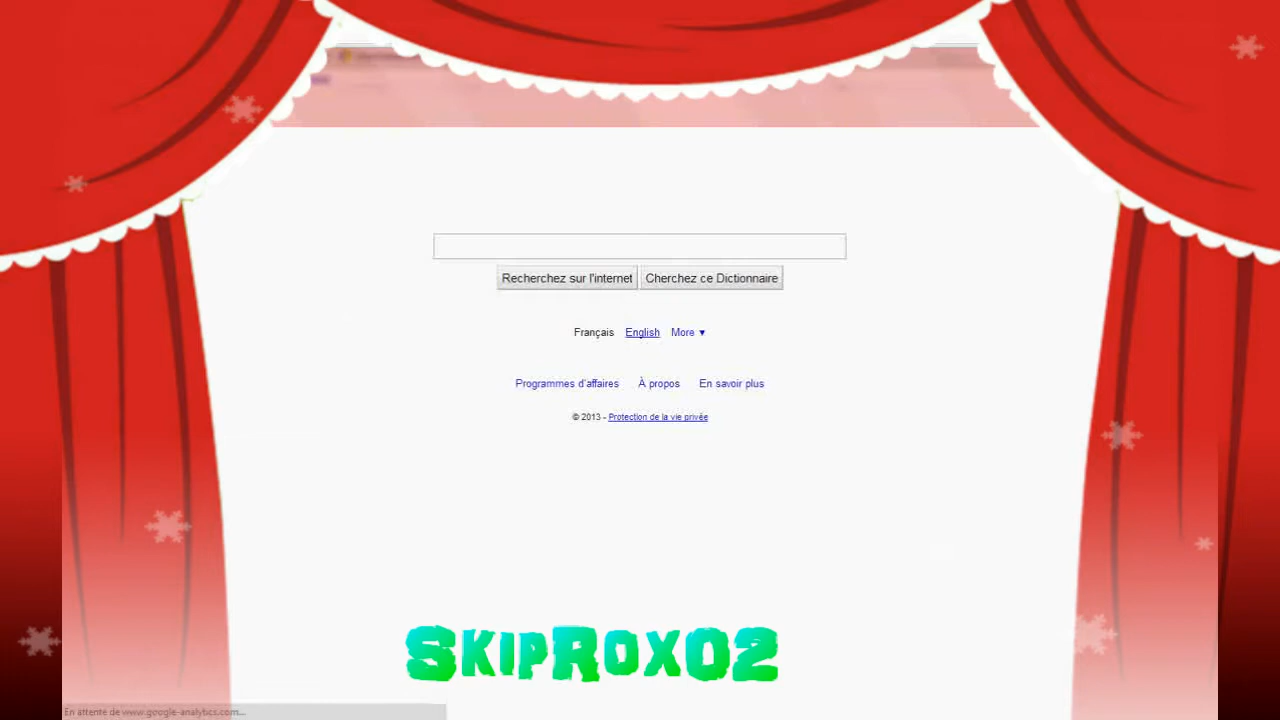 Recherchez sur l'internet Cherchez ce Dictionnaire
Français English More ▼
Programmes d'affaires À propos En savoir plus
© 2013 - Protection de la vie privée
SkipRox02
En attente de www.google-analytics.com...